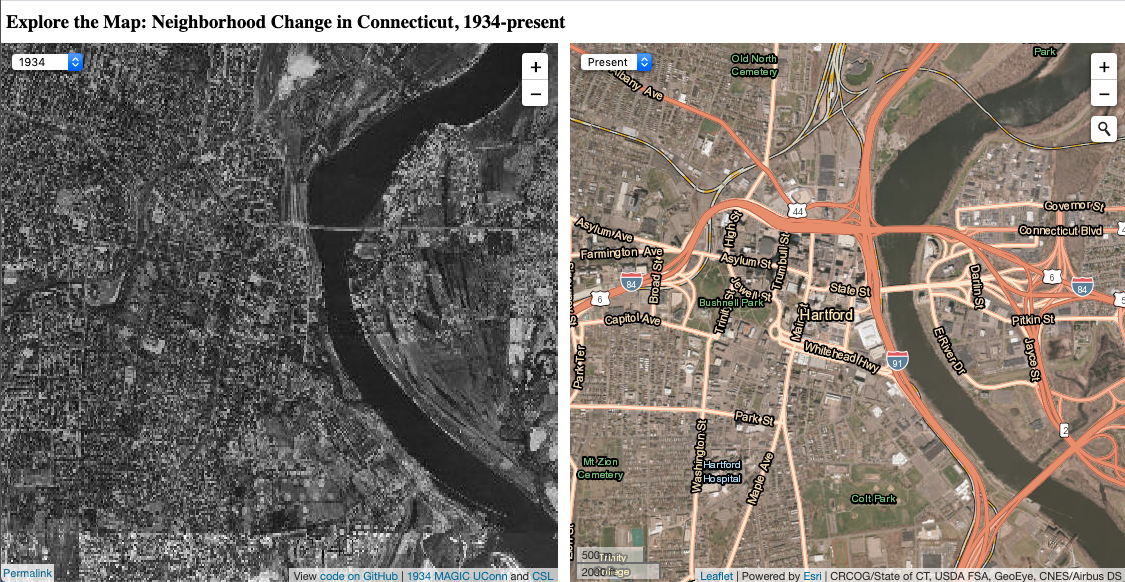 Explore the Map: Neighborhood Change in Connecticut, 1934-present
1934
+
−
Permalink
View code on GitHub | 1934 MAGIC UConn and CSL
Present
+
−
Old North
Cemetery
Park
Albany Ave
44
Governor St
Connecticut Blvd
Asylum Ave
Farmington Ave
High St
Trumbull St
Asylum St
Broad St
84
6
Jewell St
Bushnell Park
State St
Darlin St
6
84
5
Capitol Ave
Trinity St
Main St
Hartford
Pitkin St
Whitehead Hwy
91
E River Dr
Jayce St
Park Ter
Park St
2
Washington St
Maple Ave
Mt Zion
Cemetery
Hartford
Hospital
Colt Park
500
Trinity
2000
Leaflet | Powered by Esri | CRCOG/State of CT, USDA FSA, GeoEye, CNES/Airbus DS